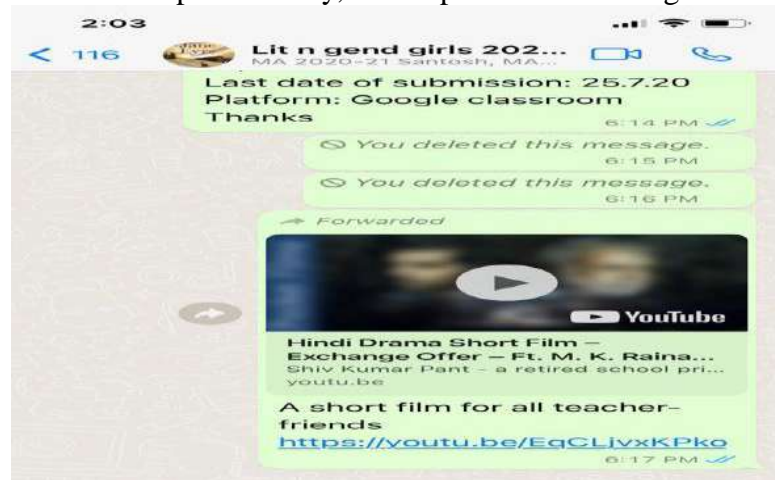 2:03
116
Lit n gend girls 202...
MA 2020-21 Santosh, MA...
Last date of submission: 25.7.20
Platform: Google classroom
Thanks
6:14 PM
You deleted this message.
6:15 PM
You deleted this message.
6:16 PM
Forwarded
YouTube
Hindi Drama Short Film –
Exchange Offer – Ft. M. K. Raina...
Shiv Kumar Pant – a retired school pri...
youtu.be
A short film for all teacher-
friends
https://youtu.be/EqCLjvxKPko
6:17 PM